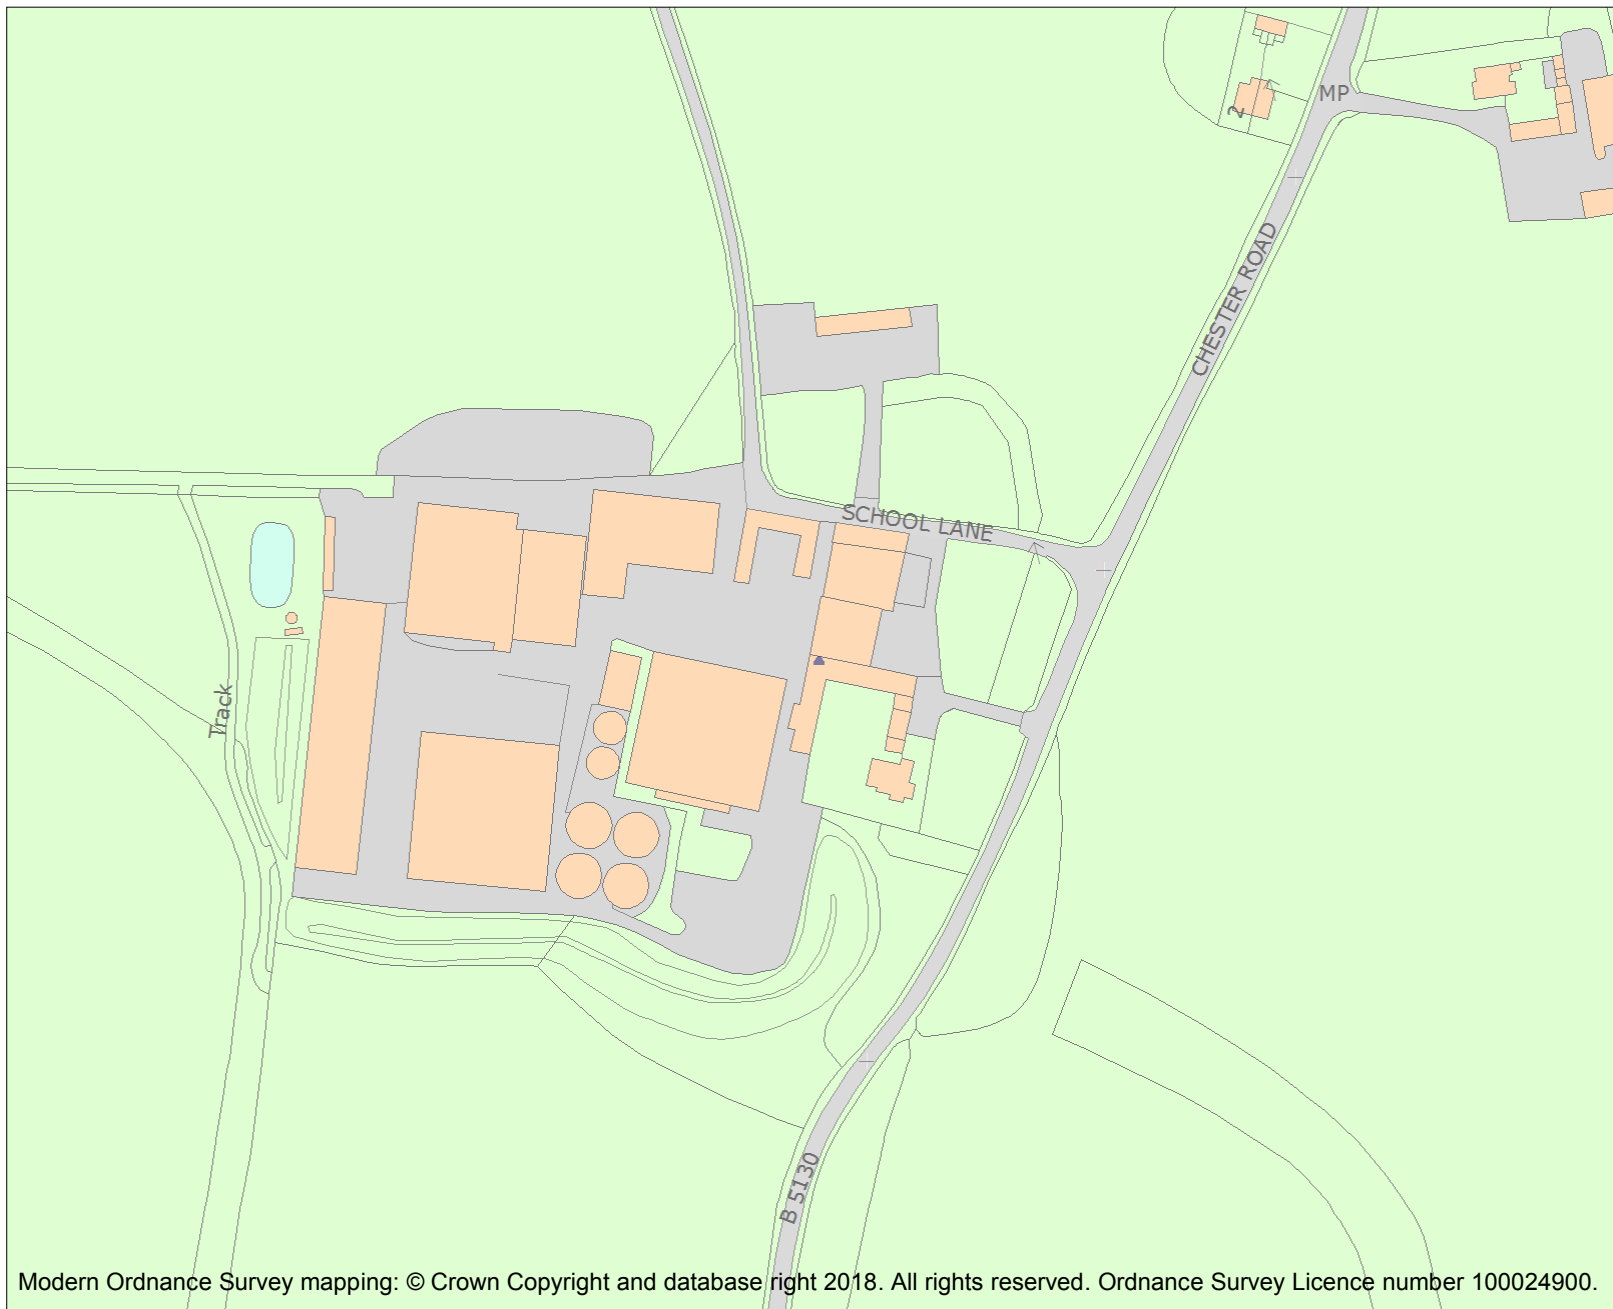 MP
2
CHESTER ROAD
SCHOOL LANE
Track
B 5130
Modern Ordnance Survey mapping: © Crown Copyright and database right 2018. All rights reserved. Ordnance Survey Licence number 100024900.